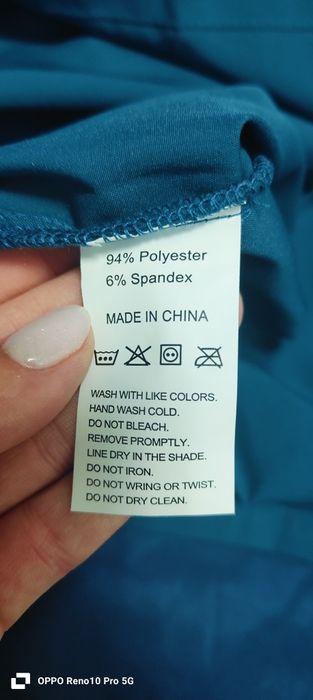 94% Polyester
6% Spandex
MADE IN CHINA
WASH WITH LIKE COLORS.
HAND WASH COLD.
DO NOT BLEACH.
REMOVE PROMPTLY.
LINE DRY IN THE SHADE.
DO NOT IRON.
DO NOT WRING OR TWIST.
DO NOT DRY CLEAN.
OPPO Reno10 Pro 5G